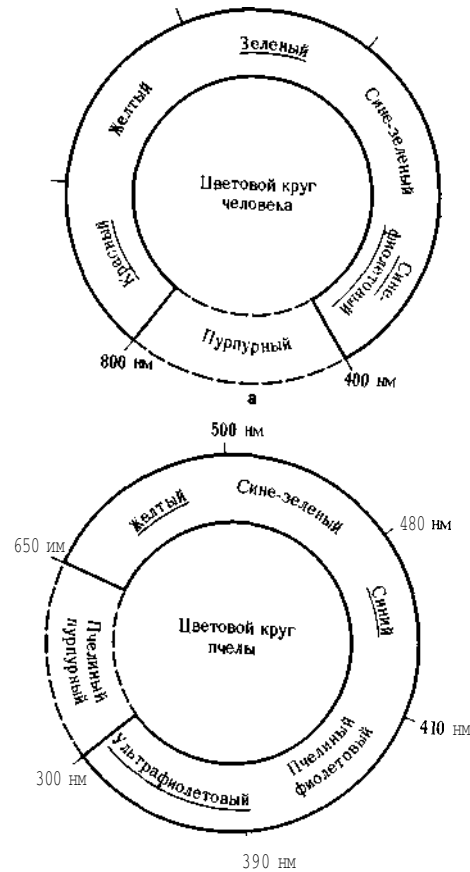 Зеленый
Желтый
Сине-зеленый
Цветовой круг
человека
Красный
Сине-
фиолетовый
Пурпурный
800 нм
400 нм
а
500 нм
Желтый
Сине-зеленый
480 нм
650 им
Синий
Цветовой круг
пчелы
Пчелиный
пурпурный
410 нм
Пчелиный
фиолетовый
Ультрафиолетовый
300 нм
390 нм